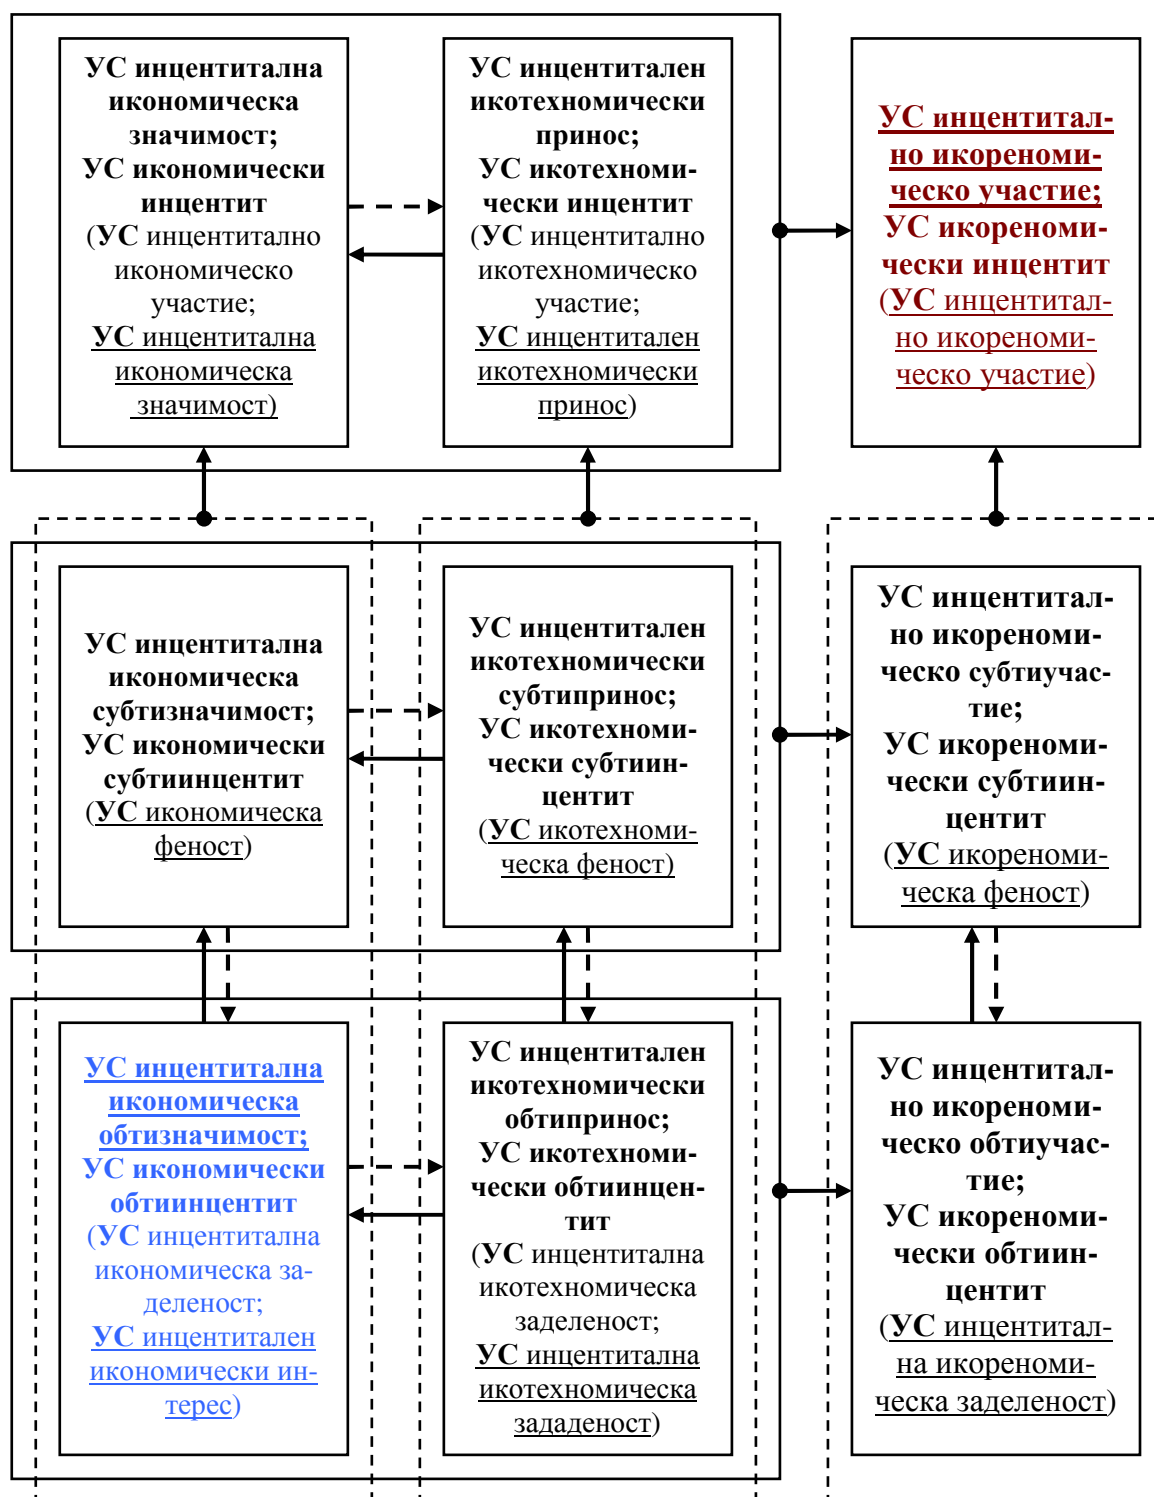 УС инцентитална
икономическа
значимост;
УС икономически
инцентит
(УС инцентитално
икономическо
участие;
УС инцентитална
икономическа
значимост)
УС инцентитален
икотехномически
принос;
УС икотехноми-
чески инцентит
(УС инцентитално
икотехномическо
участие;
УС инцентитален
икотехномически
принос)
УС инцентитал-
но икореноми-
ческо участие;
УС икореноми-
чески инцентит
(УС инцентитал-
но икореноми-
ческо участие)
УС инцентитална
икономическа
субтизначимост;
УС икономически
субтиинцентит
(УС икономическа
феност)
УС инцентитален
икотехномически
субтипринос;
УС икотехноми-
чески субтиин-
центит
(УС икотехноми-
ческа феност)
УС инцентитал-
но икореноми-
ческо субтиучас-
тие;
УС икореноми-
чески субтиин-
центит
(УС икореноми-
ческа феност)
УС инцентитална
икономическа
обтизначимост;
УС икономически
обтиинцентит
(УС инцентитална
икономическа за-
деленост;
УС инцентитален
икономически ин-
терес)
УС инцентитален
икотехномически
обтипринос;
УС икотехноми-
чески обтиинцен-
тит
(УС инцентитална
икотехномическа
заделеност;
УС инцентитална
икотехномическа
зададеност)
УС инцентитал-
но икореноми-
ческо обтиучас-
тие;
УС икореноми-
чески обтиин-
центит
(УС инцентитал-
на икореноми-
ческа заделеност)